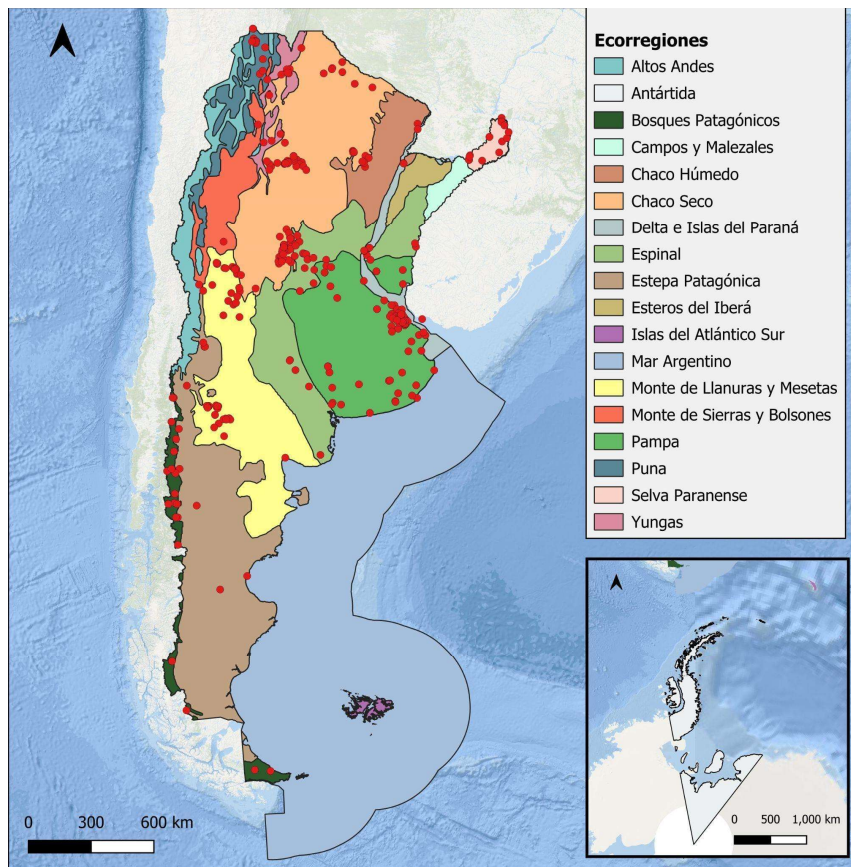 Ecorregiones
Altos Andes
Antártida
Bosques Patagónicos
Campos y Malezales
Chaco Húmedo
Chaco Seco
Delta e Islas del Paraná
Espinal
Estepa Patagónica
Esteros del Iberá
Islas del Atlántico Sur
Mar Argentino
Monte de Llanuras y Mesetas
Monte de Sierras y Bolsones
Pampa
Puna
Selva Paranense
Yungas
0 300 600 km
0 500 1,000 km